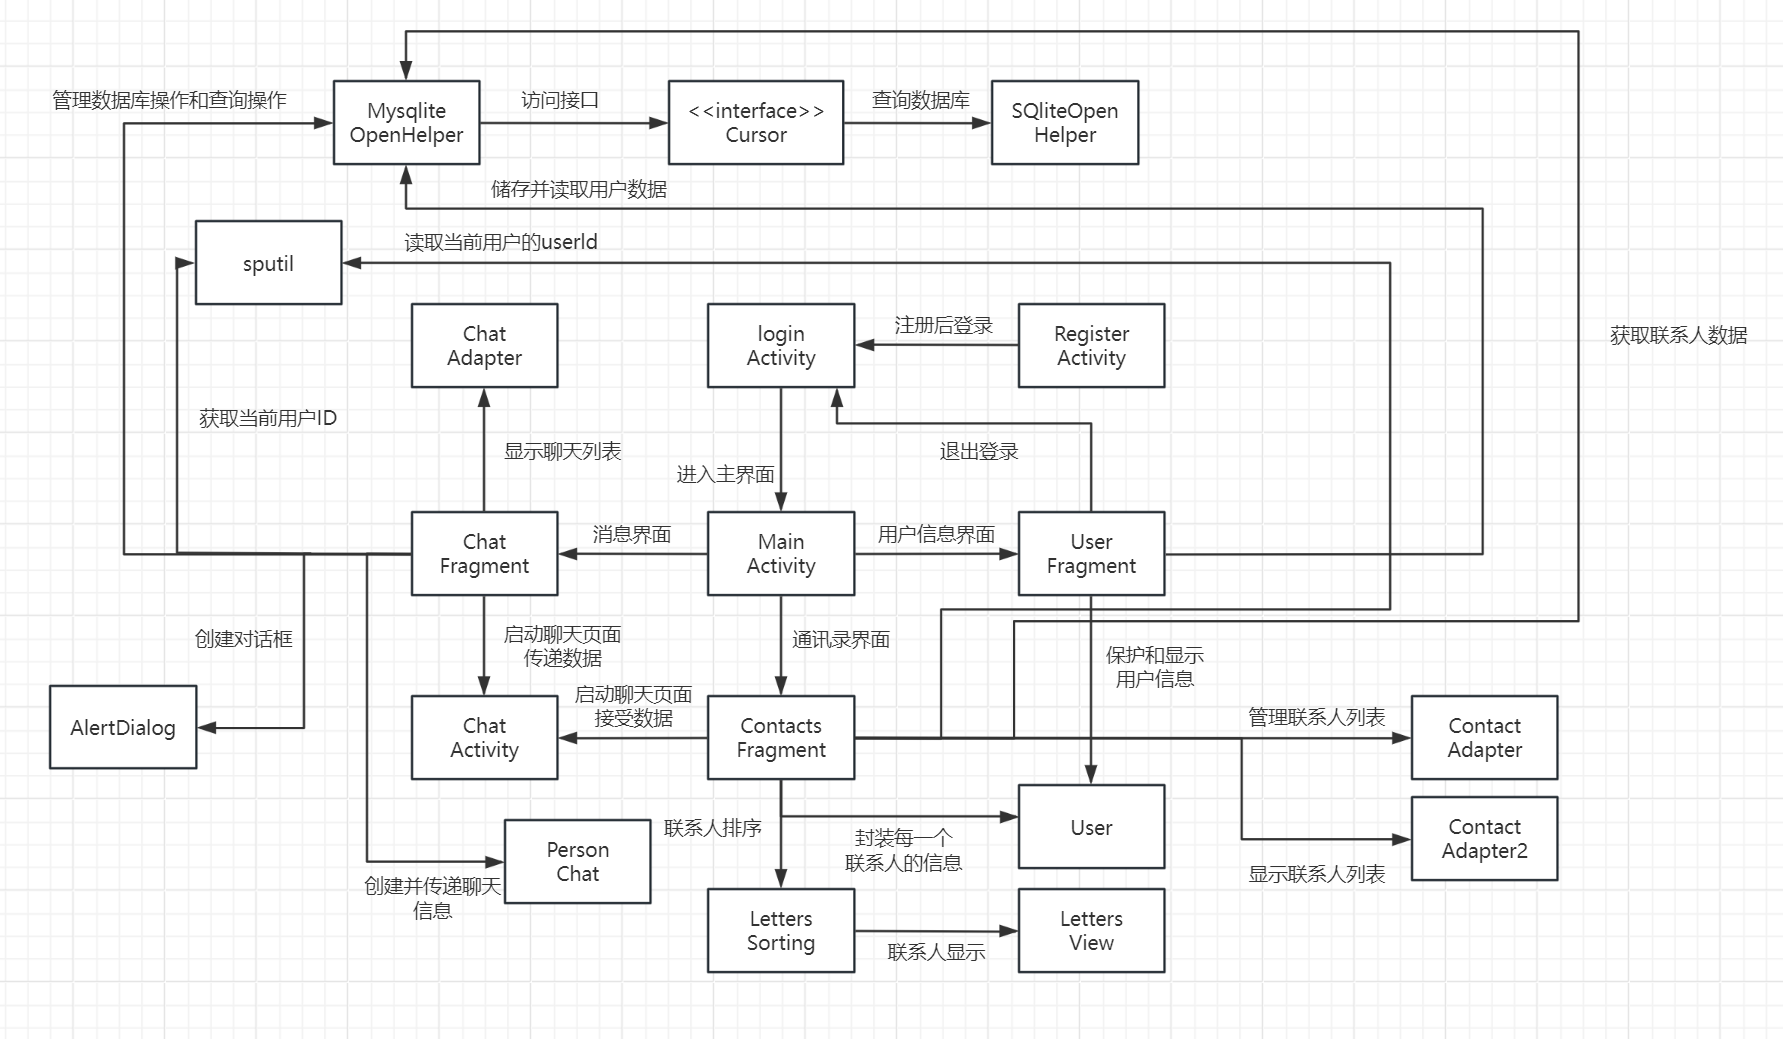 管理数据库操作和查询操作
Mysqlite
OpenHelper
访问接口
<<interface>>
Cursor
查询数据库
SQliteOpen
Helper
储存并读取用户数据
sputil
读取当前用户的userId
Chat
Adapter
login
Activity
注册后登录
Register
Activity
获取联系人数据
获取当前用户ID
显示聊天列表
进入主界面
退出登录
Chat
Fragment
消息界面
Main
Activity
用户信息界面
User
Fragment
创建对话框
启动聊天页面
传递数据
通讯录界面
保护和显示
用户信息
AlertDialog
Chat
Activity
启动聊天页面
接受数据
Contacts
Fragment
管理联系人列表
Contact
Adapter
联系人排序
封装每一个
联系人的信息
User
Contact
Adapter2
显示联系人列表
Person
Chat
创建并传递聊天
信息
Letters
Sorting
联系人显示
Letters
View